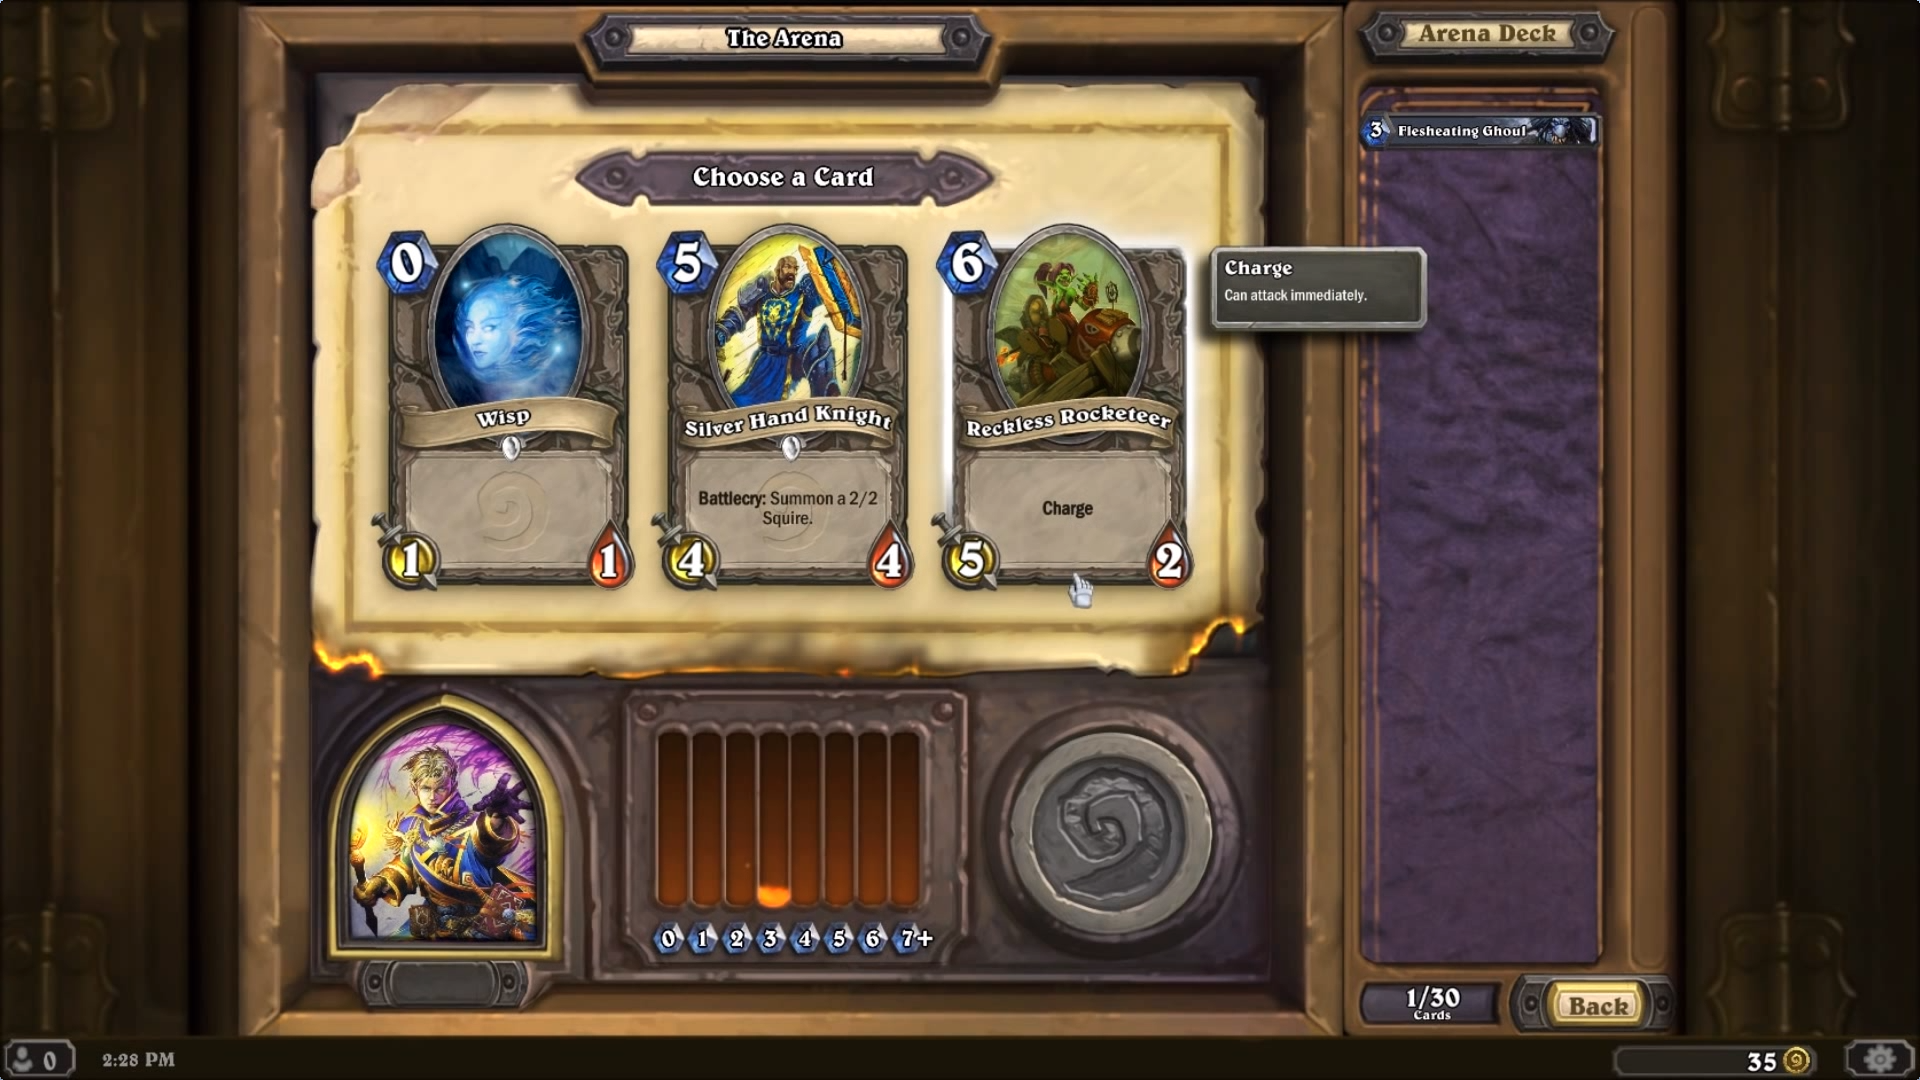 The Arena
Arena Deck
3 Flesheating Ghoul
Choose a Card
0
Wisp
1 1
5
Silver Hand Knight
Battlecry: Summon a 2/2
Squire.
4 4
6
Reckless Rocketeer
Charge
5 2
Charge
Can attack immediately.
0 1 2 3 4 5 6 7+
1/30
Cards
Back
0
2:28 PM
35